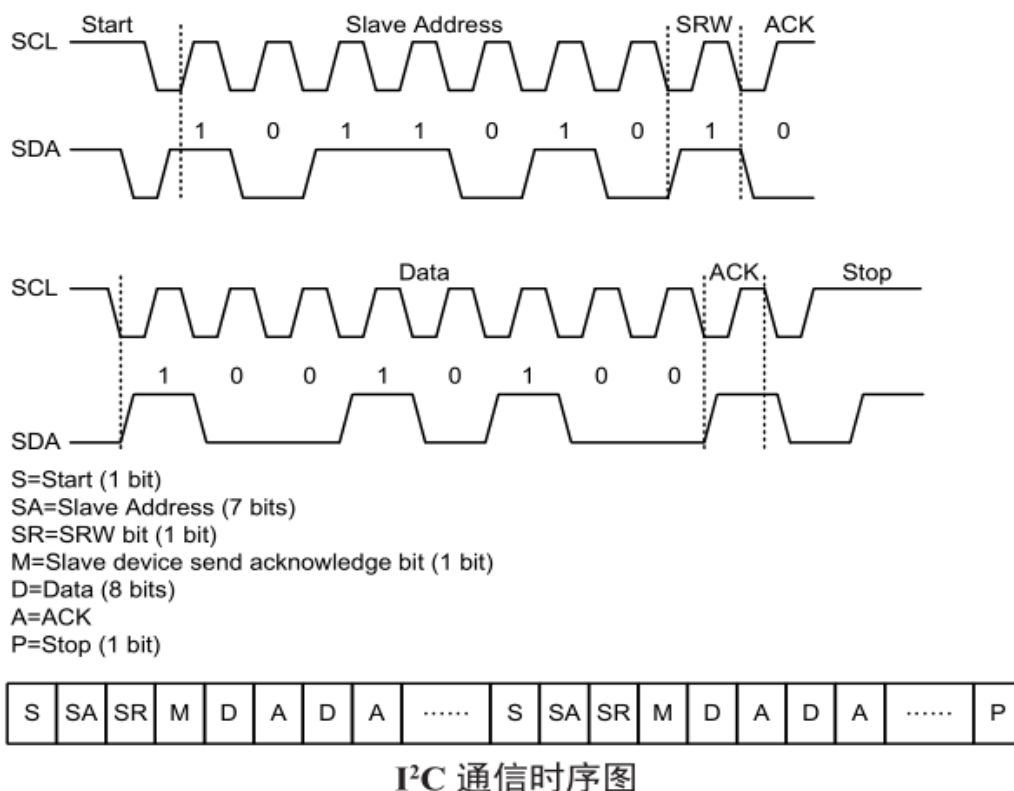 Start Slave Address SRW ACK
SCL
1 0 1 1 0 1 0 1 0
SDA
Data ACK Stop
SCL
1 0 0 1 0 1 0 0
SDA
S=Start (1 bit)
SA=Slave Address (7 bits)
SR=SRW bit (1 bit)
M=Slave device send acknowledge bit (1 bit)
D=Data (8 bits)
A=ACK
P=Stop (1 bit)
S SA SR M D A D A ...... S SA SR M D A D A ...... P
I²C 通信时序图